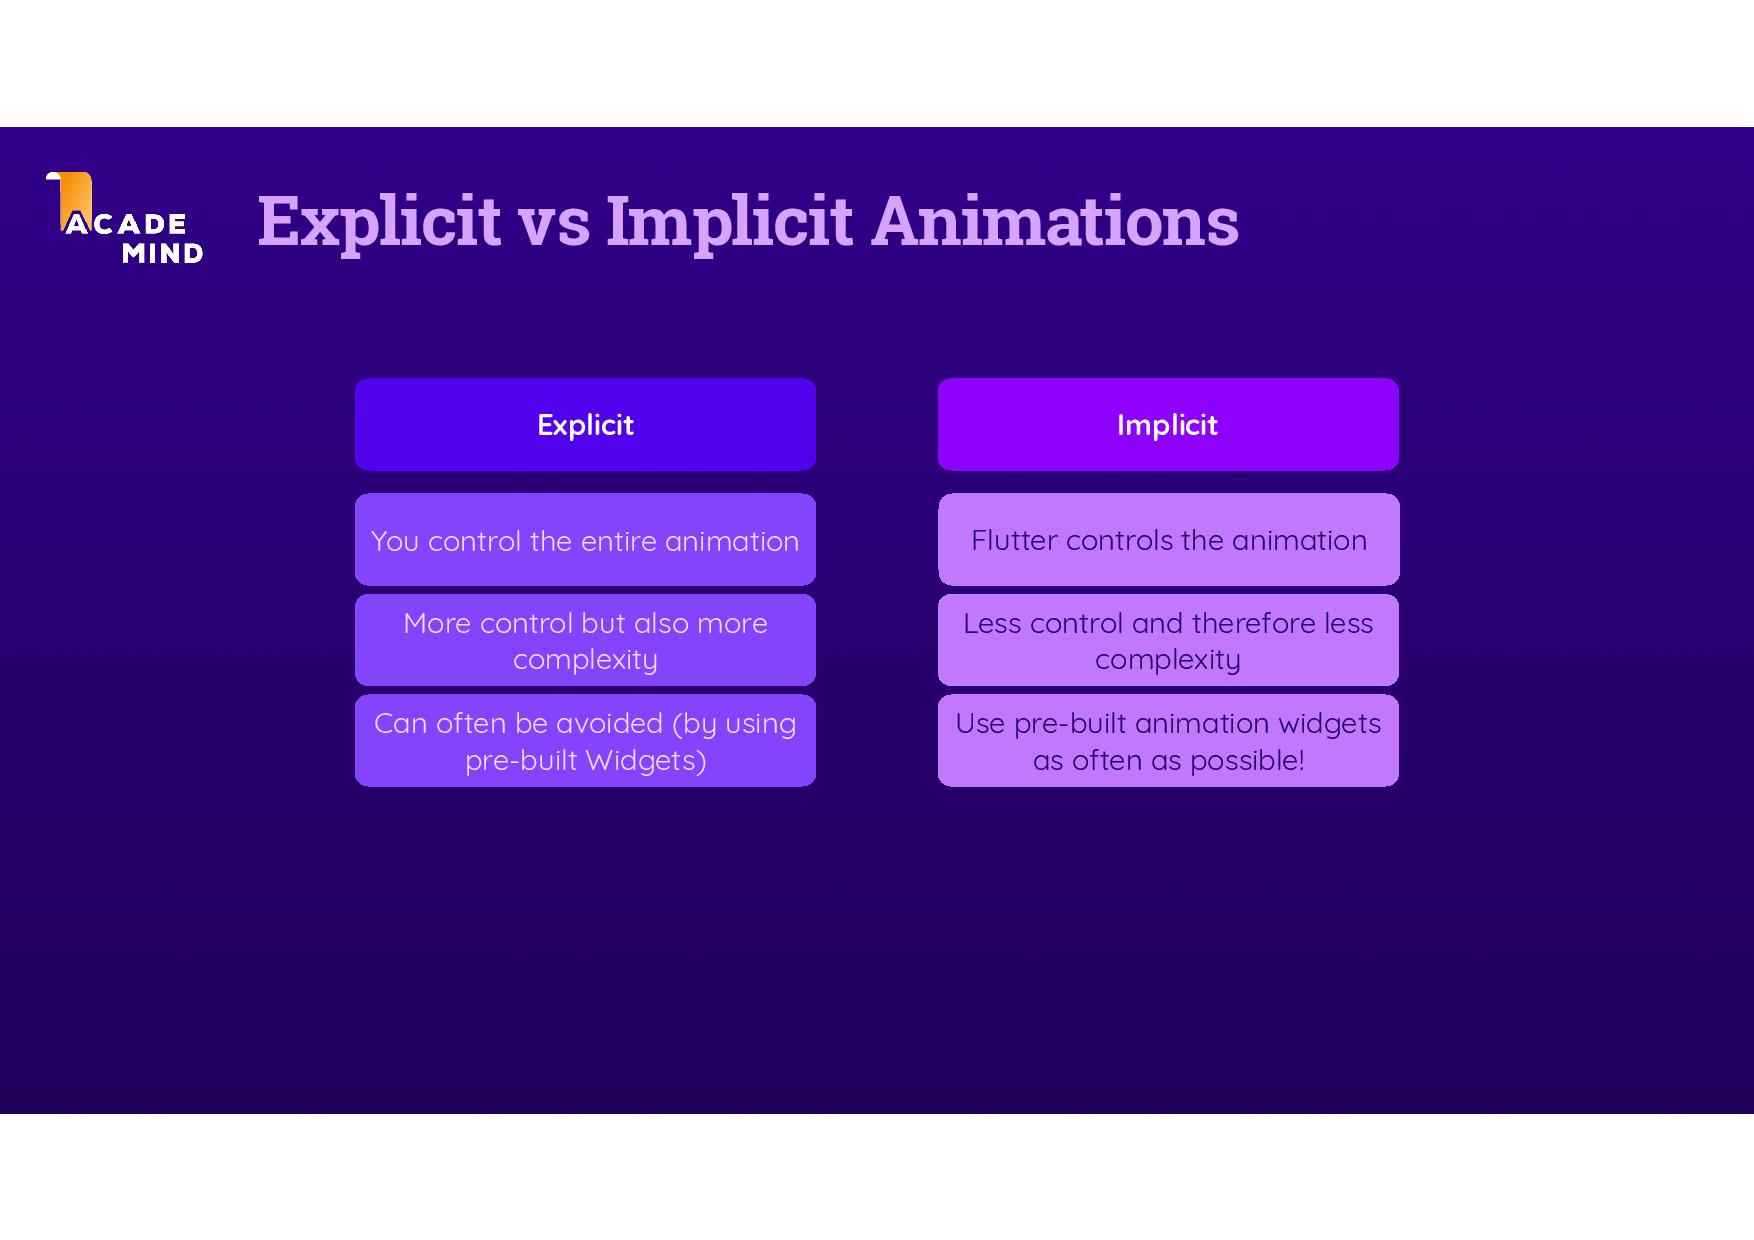 ACADE
MIND
Explicit vs Implicit Animations
Explicit
You control the entire animation
More control but also more
complexity
Can often be avoided (by using
pre-built Widgets)
Implicit
Flutter controls the animation
Less control and therefore less
complexity
Use pre-built animation widgets
as often as possible!